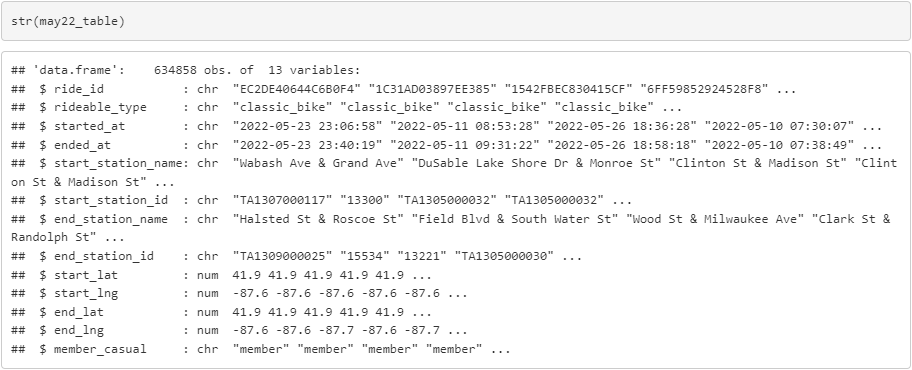 str(may22_table)
## 'data.frame':    634858 obs. of  13 variables:
##  $ ride_id           : chr  "EC2DE40644C6B0F4" "1C31AD03897EE385" "1542FBEC830415CF" "6FF59852924528F8" ...
##  $ rideable_type     : chr  "classic_bike" "classic_bike" "classic_bike" "classic_bike" ...
##  $ started_at        : chr  "2022-05-23 23:06:58" "2022-05-11 08:53:28" "2022-05-26 18:36:28" "2022-05-10 07:30:07" ...
##  $ ended_at          : chr  "2022-05-23 23:40:19" "2022-05-11 09:31:22" "2022-05-26 18:58:18" "2022-05-10 07:38:49" ...
##  $ start_station_name: chr  "Wabash Ave & Grand Ave" "DuSable Lake Shore Dr & Monroe St" "Clinton St & Madison St" "Clint
on St & Madison St" ...
##  $ start_station_id  : chr  "TA1307000117" "13300" "TA1305000032" "TA1305000032" ...
##  $ end_station_name  : chr  "Halsted St & Roscoe St" "Field Blvd & South Water St" "Wood St & Milwaukee Ave" "Clark St &
Randolph St" ...
##  $ end_station_id    : chr  "TA1309000025" "15534" "13221" "TA1305000030" ...
##  $ start_lat         : num  41.9 41.9 41.9 41.9 41.9 ...
##  $ start_lng         : num  -87.6 -87.6 -87.6 -87.6 -87.6 ...
##  $ end_lat           : num  41.9 41.9 41.9 41.9 41.9 ...
##  $ end_lng           : num  -87.6 -87.6 -87.7 -87.6 -87.7 ...
##  $ member_casual     : chr  "member" "member" "member" "member" ...